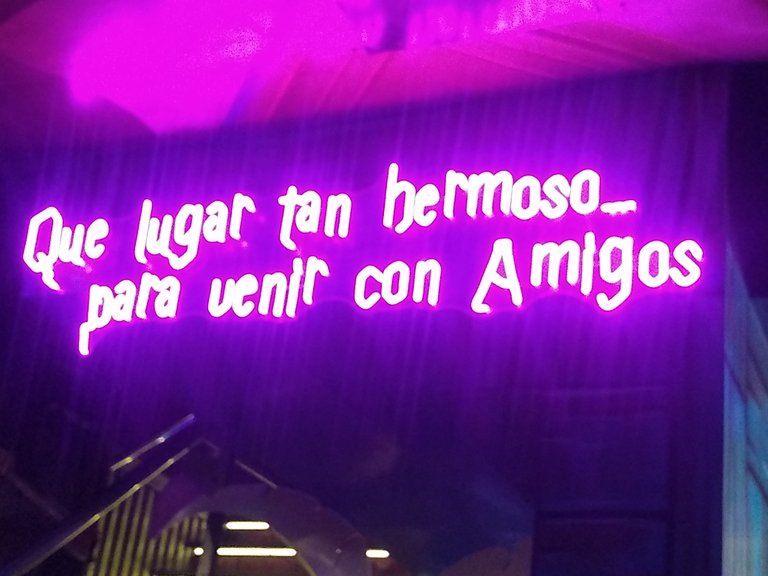 Que lugar tan hermoso_
para venir con Amigos